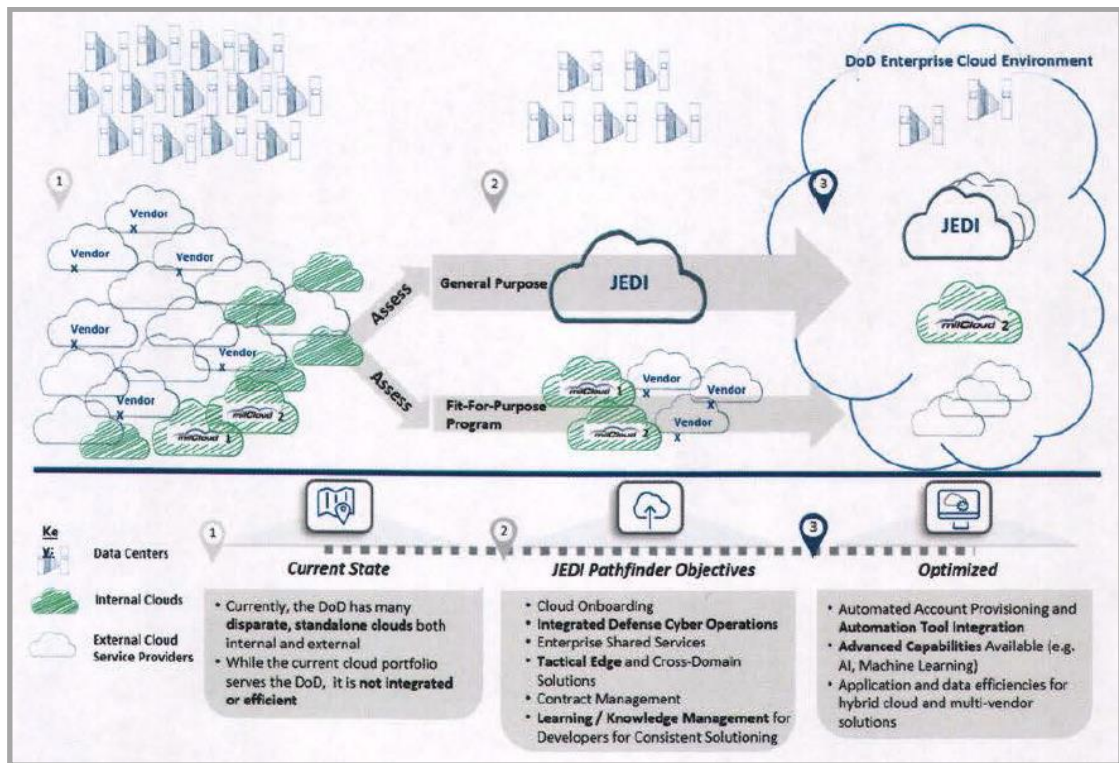 DoD Enterprise Cloud Environment
1
2
3
Vendor
X
Vendor
X
Vendor
X
Vendor
X
Vendor
X
Vendor
X
milCloud 2
milCloud 1
Assess
Assess
General Purpose
JEDI
Fit-For-Purpose
Program
milCloud 1
milCloud 2
Vendor
X
Vendor
X
Vendor
X
JEDI
milCloud 2
Ke
y:
Data Centers
Internal Clouds
External Cloud
Service Providers
1
Current State
• Currently, the DoD has many
disparate, standalone clouds both
internal and external
• While the current cloud portfolio
serves the DoD, it is not integrated
or efficient
2
JEDI Pathfinder Objectives
• Cloud Onboarding
• Integrated Defense Cyber Operations
• Enterprise Shared Services
• Tactical Edge and Cross-Domain
Solutions
• Contract Management
• Learning / Knowledge Management for
Developers for Consistent Solutioning
3
Optimized
• Automated Account Provisioning and
Automation Tool Integration
• Advanced Capabilities Available (e.g.
AI, Machine Learning)
• Application and data efficiencies for
hybrid cloud and multi-vendor
solutions